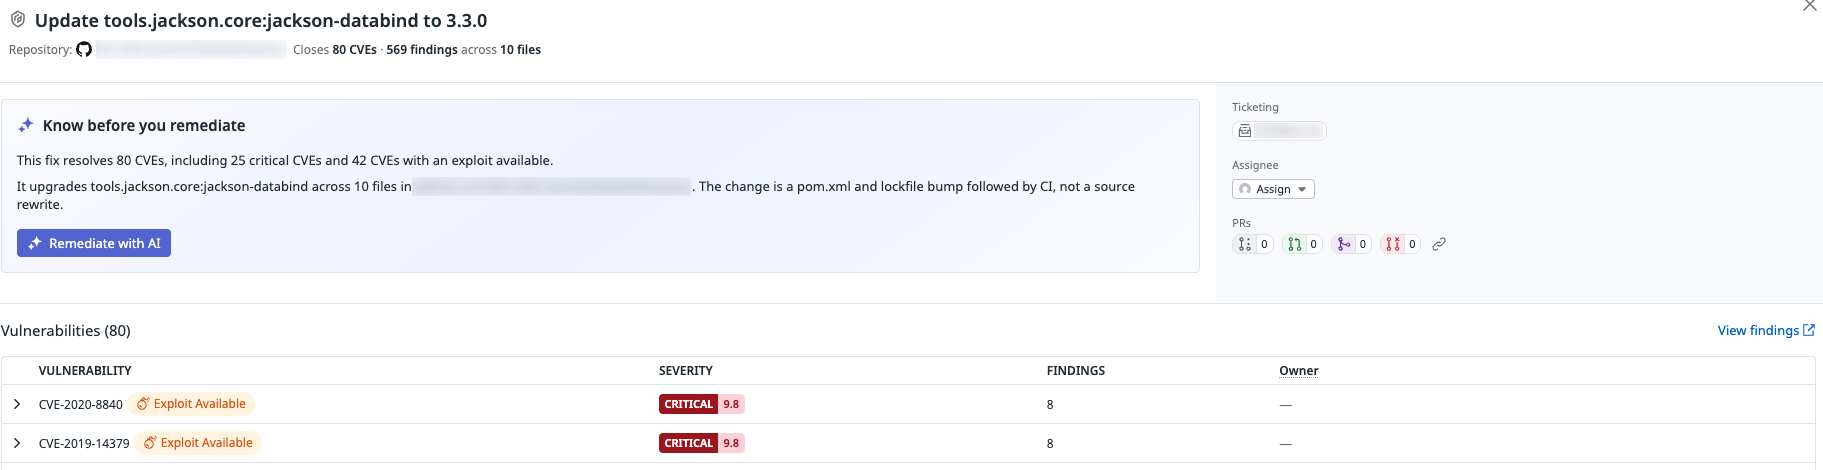 Update tools.jackson.core:jackson-databind to 3.3.0
Repository: Closes 80 CVEs · 569 findings across 10 files
Know before you remediate
This fix resolves 80 CVEs, including 25 critical CVEs and 42 CVEs with an exploit available.
It upgrades tools.jackson.core:jackson-databind across 10 files in . The change is a pom.xml and lockfile bump followed by CI, not a source
rewrite.
Remediate with AI
Ticketing
Assignee
Assign
PRs
0 0 0 0
Vulnerabilities (80) View findings
VULNERABILITY SEVERITY FINDINGS Owner
CVE-2020-8840 Exploit Available CRITICAL 9.8 8 —
CVE-2019-14379 Exploit Available CRITICAL 9.8 8 —